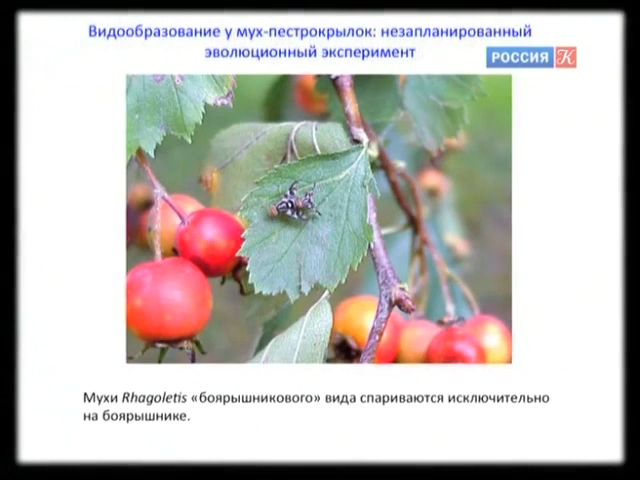 Видообразование у мух-пестрокрылок: незапланированный
эволюционный эксперимент
РОССИЯ К
Мухи Rhagoletis «боярышникового» вида спариваются исключительно
на боярышнике.